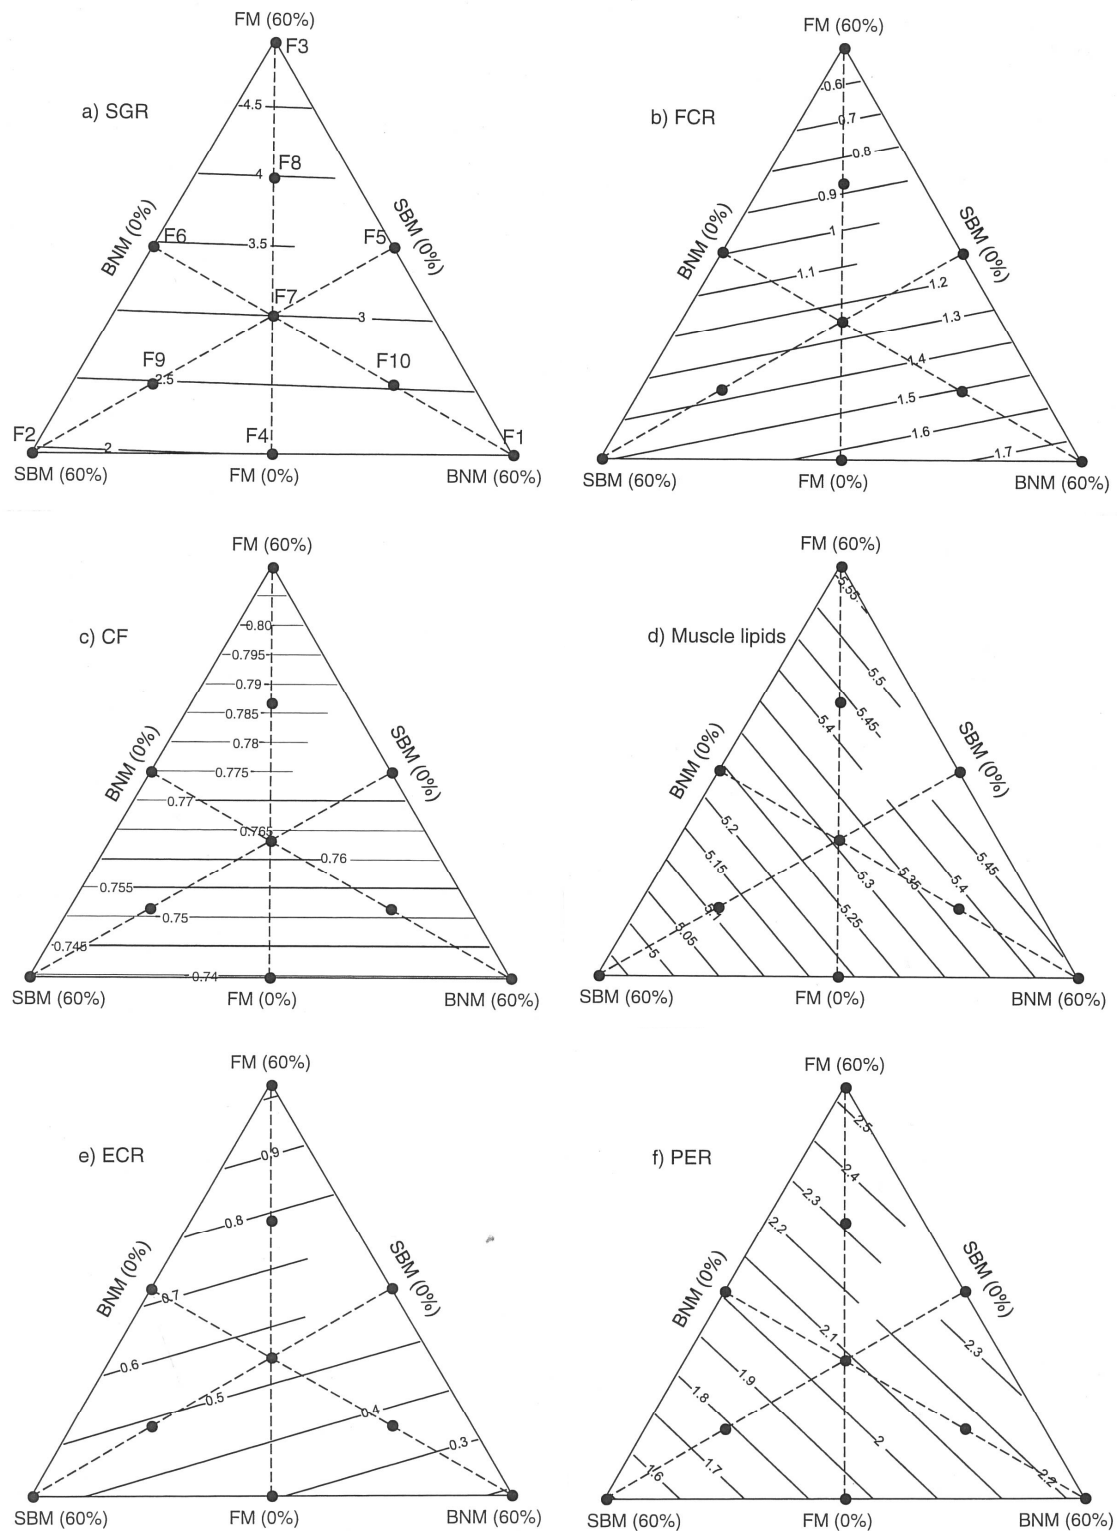 FM (60%)
F3
a) SGR
4.5
F8
4
BNM (0%)
SBM (0%)
F6
3.5
F5
F7
3
F9
F10
2.5
F2
2
F4
F1
SBM (60%)
FM (0%)
BNM (60%)
FM (60%)
b) FCR
0.6
0.7
0.8
0.9
BNM (0%)
SBM (0%)
1
1.1
1.2
1.3
1.4
1.5
1.6
1.7
SBM (60%)
FM (0%)
BNM (60%)
FM (60%)
c) CF
0.80
0.795
0.79
0.785
BNM (0%)
SBM (0%)
0.78
0.775
0.77
0.765
0.76
0.755
0.75
0.745
0.74
SBM (60%)
FM (0%)
BNM (60%)
FM (60%)
d) Muscle lipids
5.55
5.5
5.45
5.4
BNM (0%)
SBM (0%)
5.2
5.15
5.3
5.35
5.4
5.45
5.1
5.25
5.05
5
SBM (60%)
FM (0%)
BNM (60%)
FM (60%)
e) ECR
0.9
0.8
BNM (0%)
SBM (0%)
0.7
0.6
0.5
0.4
0.3
SBM (60%)
FM (0%)
BNM (60%)
FM (60%)
f) PER
2.5
2.4
2.3
2.2
BNM (0%)
SBM (0%)
2.1
2.3
1.9
1.8
2
1.7
1.6
2.2
SBM (60%)
FM (0%)
BNM (60%)